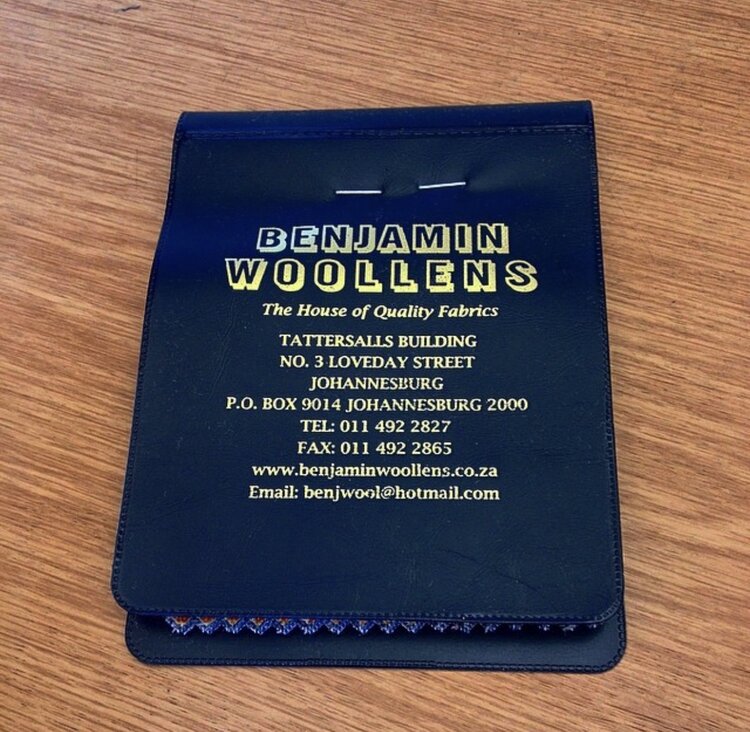 BENJAMIN
WOOLLENS
The House of Quality Fabrics
TATTERSALLS BUILDING
NO. 3 LOVEDAY STREET
JOHANNESBURG
P.O. BOX 9014 JOHANNESBURG 2000
TEL: 011 492 2827
FAX: 011 492 2865
www.benjaminwoollens.co.za
Email: benjwool@hotmail.com